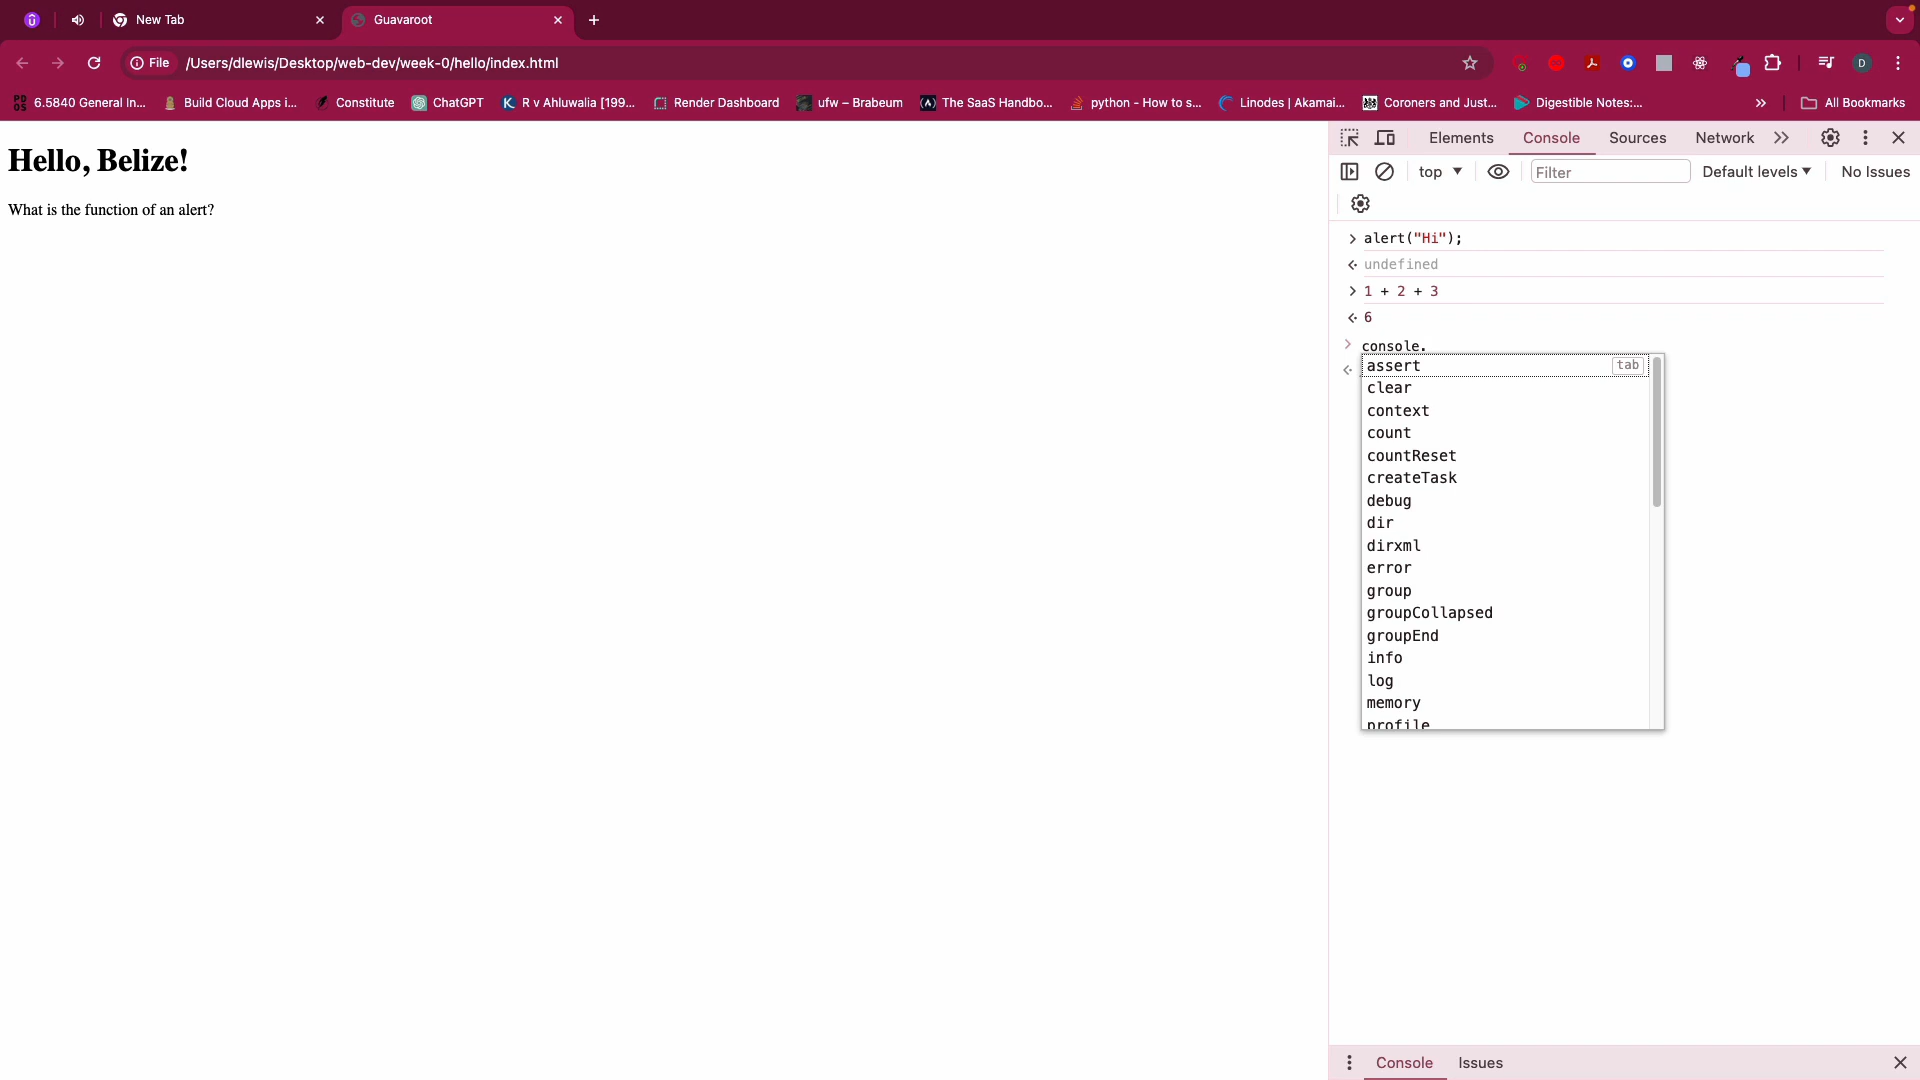 New Tab
Guavaroot
File
/Users/dlewis/Desktop/web-dev/week-0/hello/index.html
D
6.5840 General In...
Build Cloud Apps i...
Constitute
ChatGPT
R v Ahluwalia [199...
Render Dashboard
ufw – Brabeum
The SaaS Handbo...
python - How to s...
Linodes | Akamai...
Coroners and Just...
Digestible Notes:...
All Bookmarks
Hello, Belize!
What is the function of an alert?
Elements
Console
Sources
Network
top
Filter
Default levels
No Issues
alert("Hi");
undefined
1 + 2 + 3
6
console.
assert
tab
clear
context
count
countReset
createTask
debug
dir
dirxml
error
group
groupCollapsed
groupEnd
info
log
memory
profile
Console
Issues